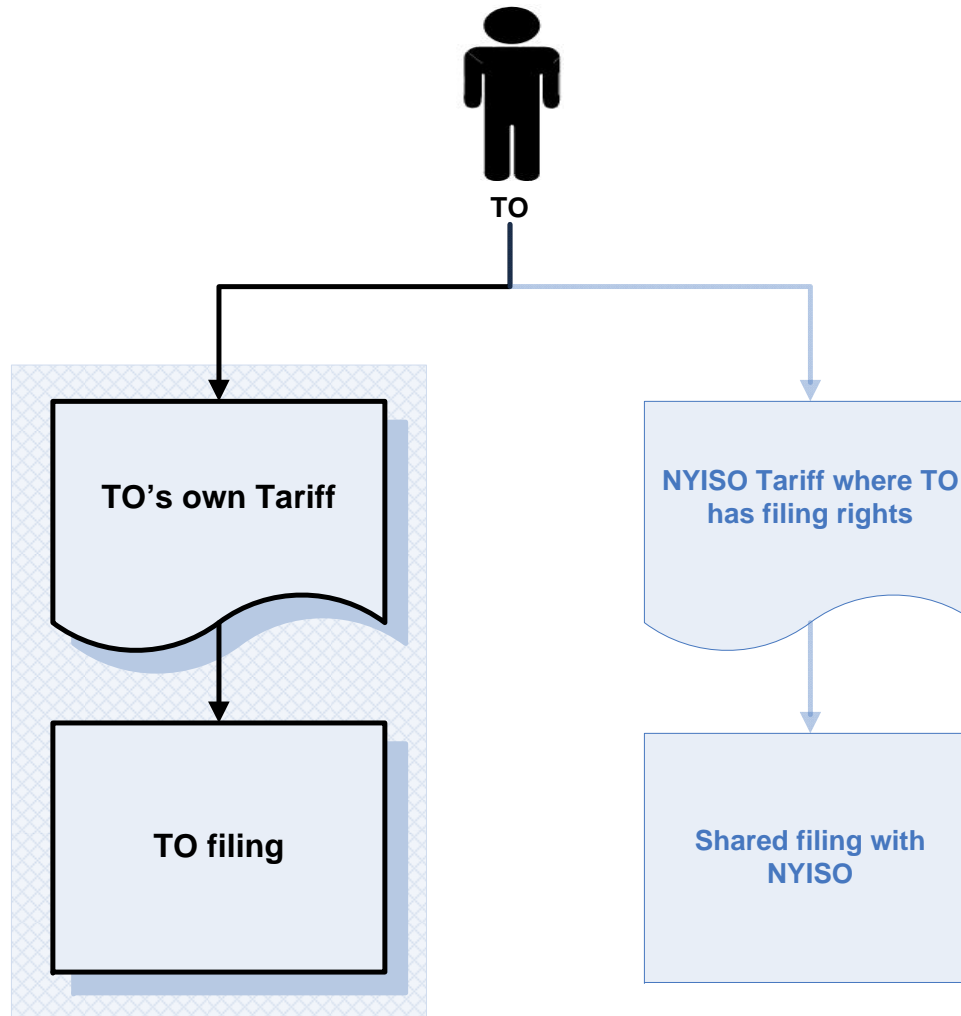 TO
TO’s own Tariff
NYISO Tariff where TO
has filing rights
TO filing
Shared filing with
NYISO